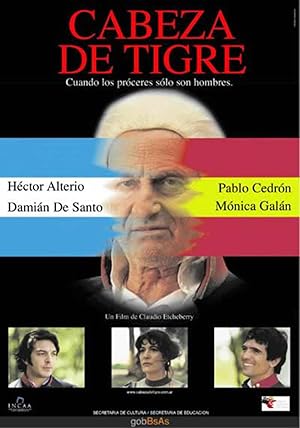 CABEZA
DE TIGRE
Cuando los próceres sólo son hombres.
Héctor Alterio
Pablo Cedrón
Damián De Santo
Mónica Galán
Un Film de Claudio Etcheberry
www.cabezadetigre.com.ar
INCAA
SECRETARIA DE CULTURA / SECRETARIA DE EDUCACION
gobBsAs